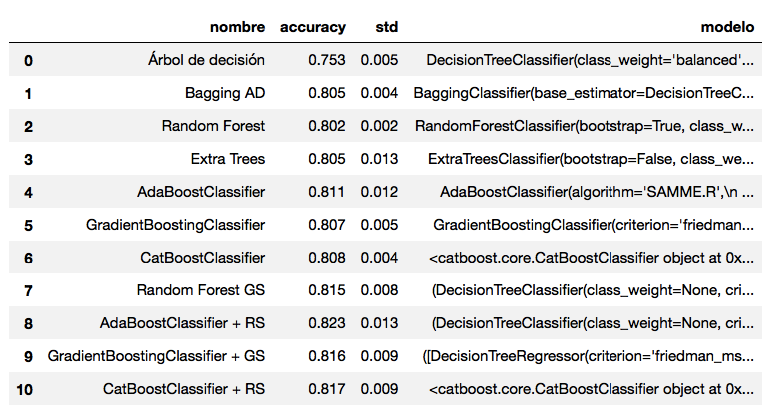 nombre accuracy std modelo
0 Árbol de decisión 0.753 0.005 DecisionTreeClassifier(class_weight='balanced'...
1 Bagging AD 0.805 0.004 BaggingClassifier(base_estimator=DecisionTreeC...
2 Random Forest 0.802 0.002 RandomForestClassifier(bootstrap=True, class_w...
3 Extra Trees 0.805 0.013 ExtraTreesClassifier(bootstrap=False, class_we...
4 AdaBoostClassifier 0.811 0.012 AdaBoostClassifier(algorithm='SAMME.R',\n ...
5 GradientBoostingClassifier 0.807 0.005 GradientBoostingClassifier(criterion='friedman...
6 CatBoostClassifier 0.808 0.004 <catboost.core.CatBoostClassifier object at 0x...
7 Random Forest GS 0.815 0.008 (DecisionTreeClassifier(class_weight=None, cri...
8 AdaBoostClassifier + RS 0.823 0.013 (DecisionTreeClassifier(class_weight=None, cri...
9 GradientBoostingClassifier + GS 0.816 0.009 ([DecisionTreeRegressor(criterion='friedman_ms...
10 CatBoostClassifier + RS 0.817 0.009 <catboost.core.CatBoostClassifier object at 0x...